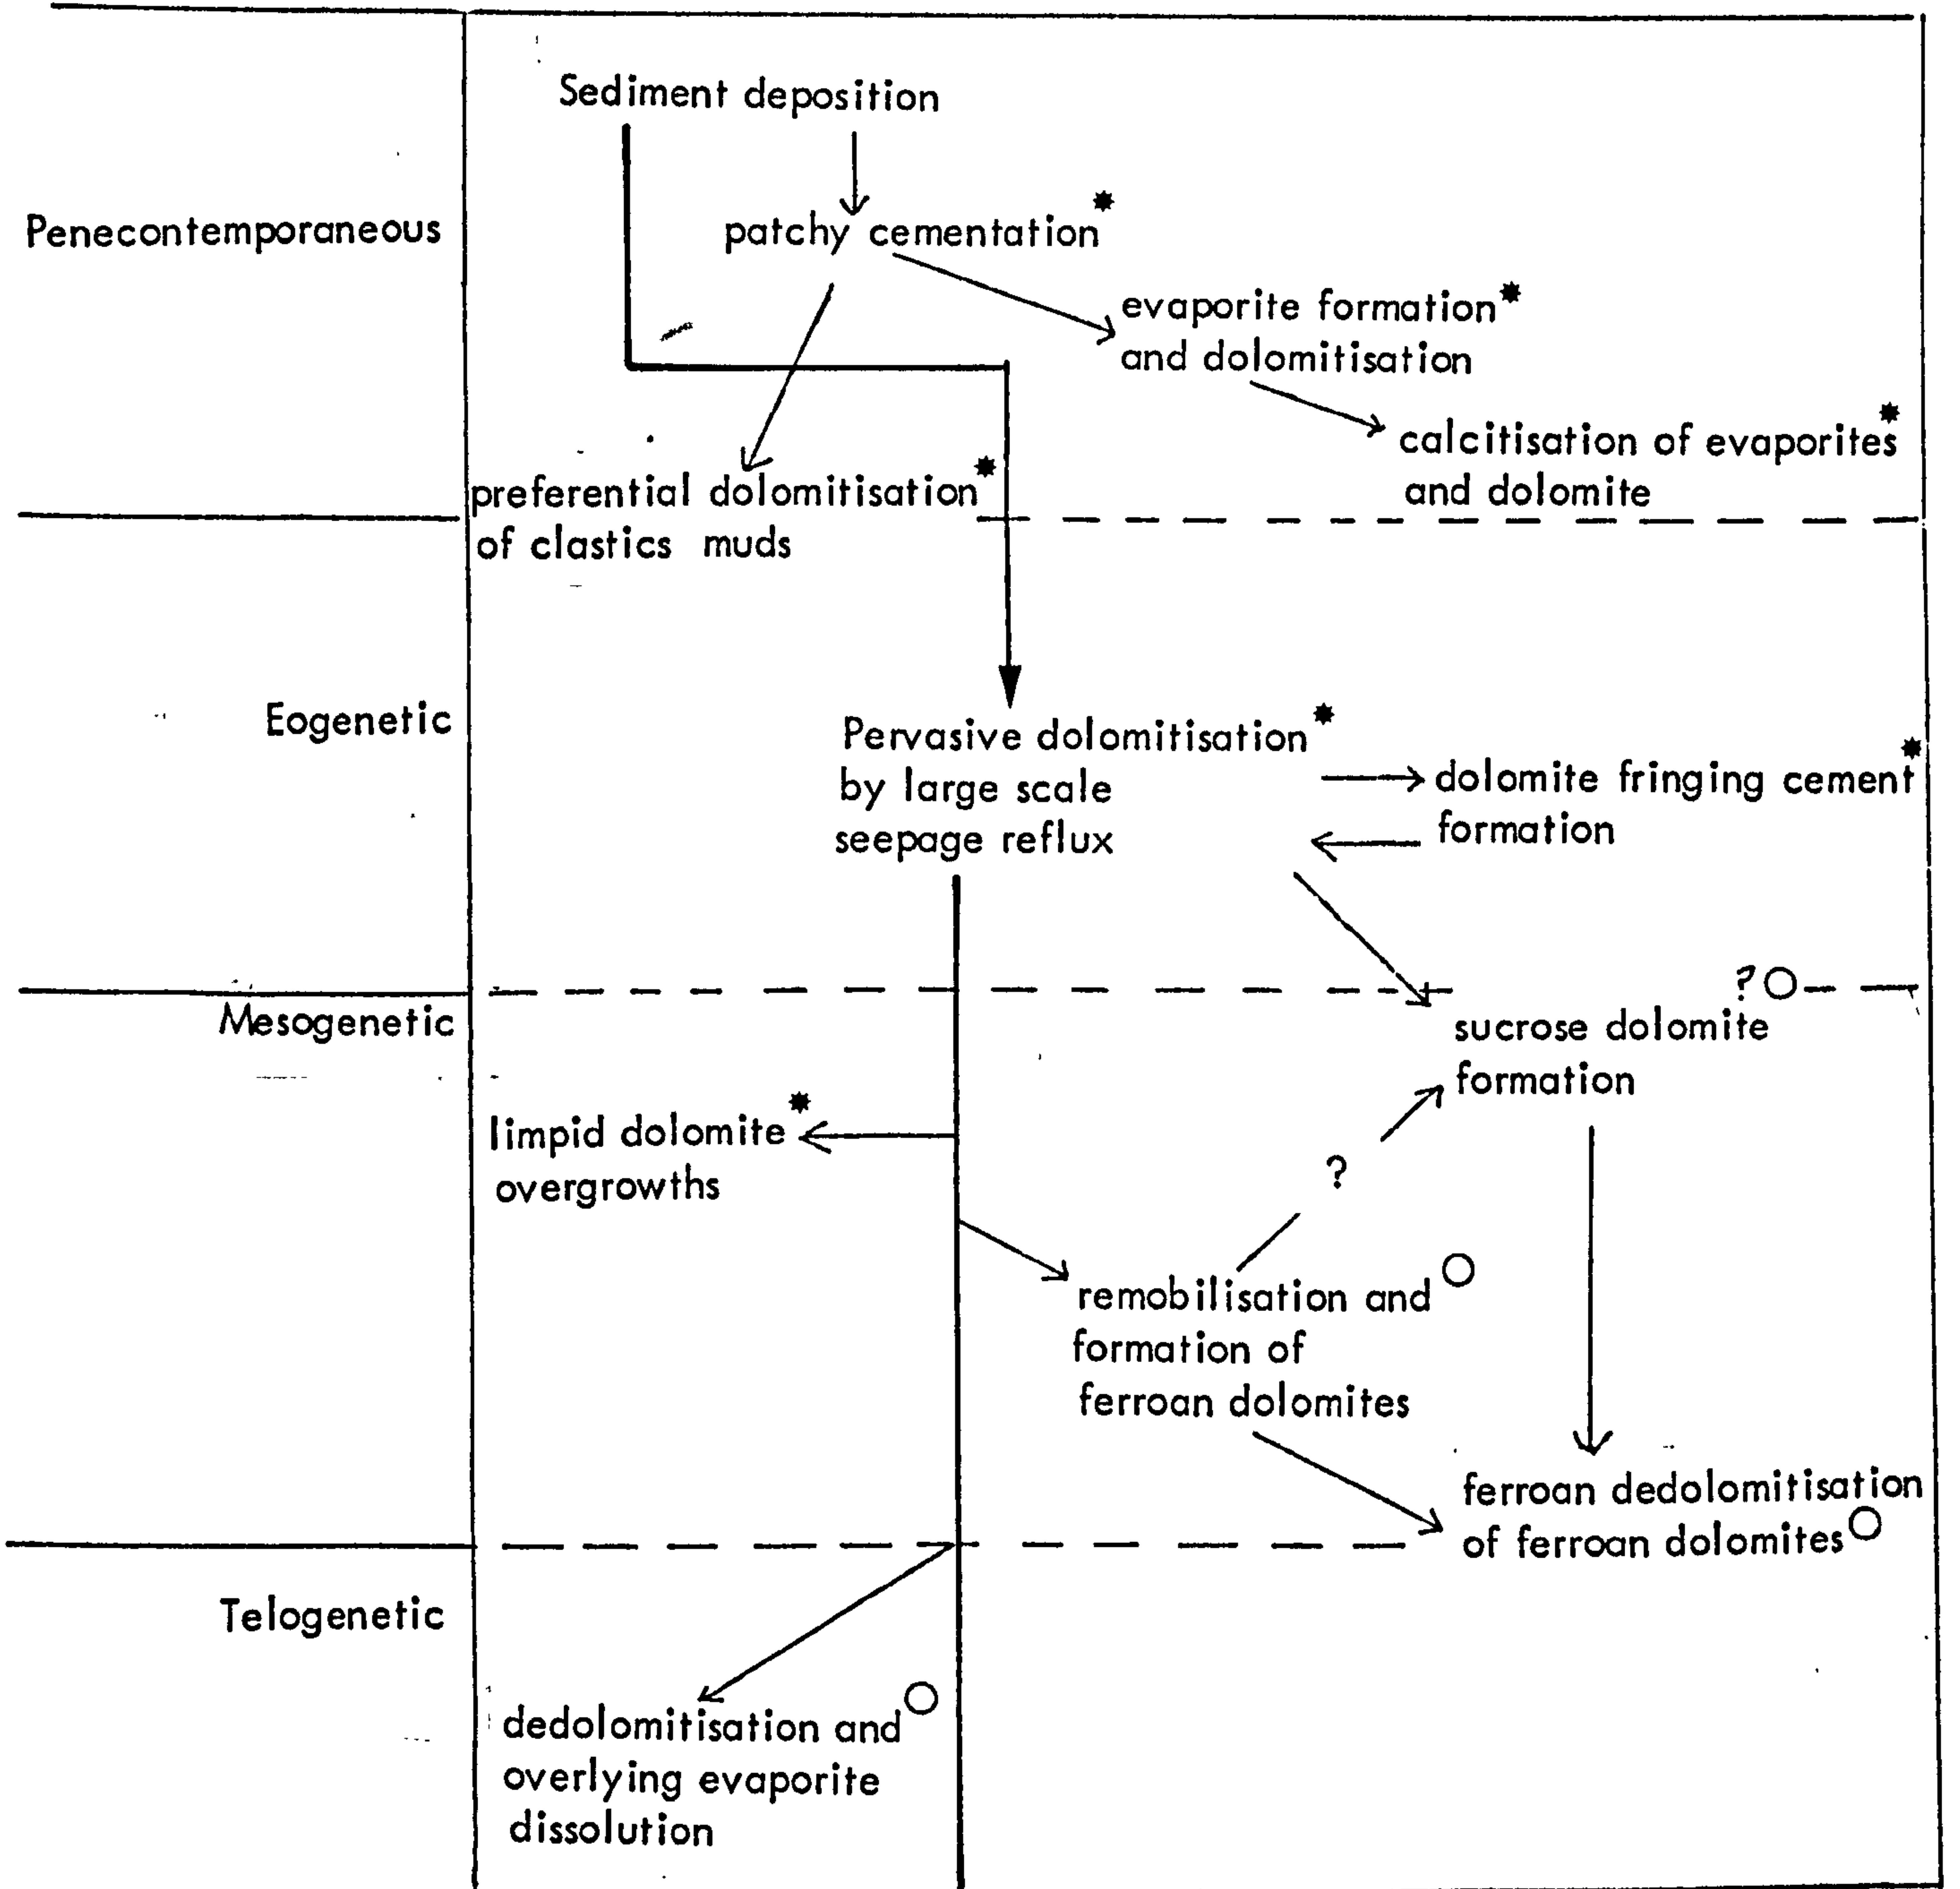 Sediment deposition
Penecontemporaneous
patchy cementation*
evaporite formation*
and dolomitisation
calcitisation of evaporites*
and dolomite
preferential dolomitisation*
of clastics muds
Eogenetic
Pervasive dolomitisation*
by large scale
seepage reflux
dolomite fringing cement*
formation
Mesogenetic
?○
sucrose dolomite
formation
limpid dolomite*
overgrowths
?
remobilisation and○
formation of
ferroan dolomites
ferroan dedolomitisation
of ferroan dolomites○
Telogenetic
dedolomitisation and○
overlying evaporite
dissolution